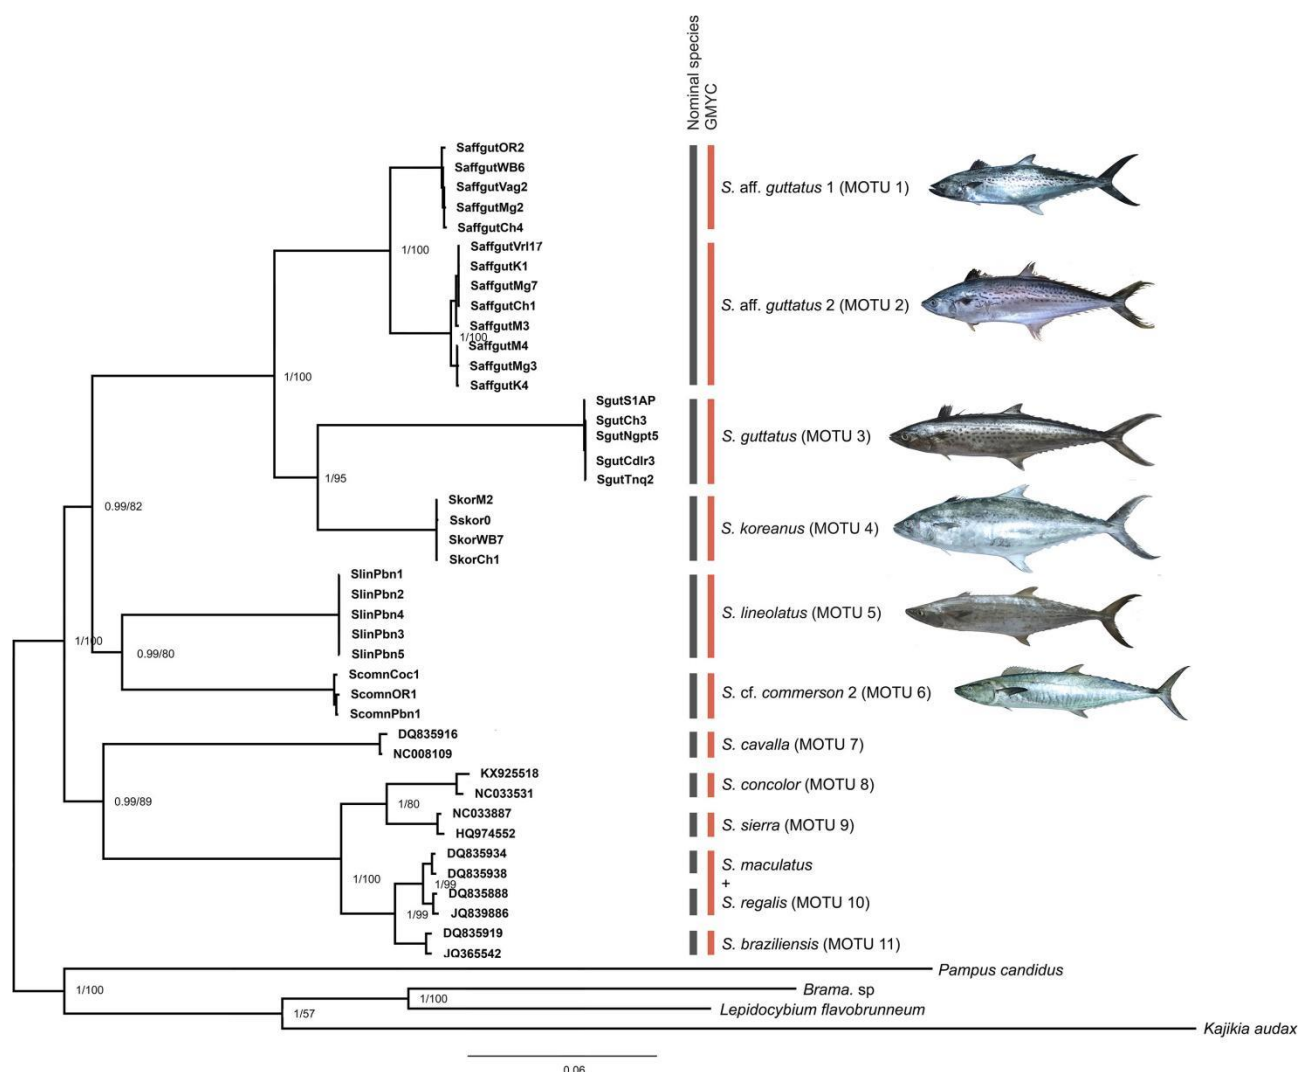 Nominal species
GMYC
SaffgutOR2
SaffgutWB6
SaffgutVag2
SaffgutMg2
SaffgutCh4
1/100
S. aff. guttatus 1 (MOTU 1)
SaffgutVrl17
SaffgutK1
SaffgutMg7
SaffgutCh1
SaffgutM3
1/100
SaffgutM4
SaffgutMg3
SaffgutK4
S. aff. guttatus 2 (MOTU 2)
1/100
SgutS1AP
SgutCh3
SgutNgpt5
SgutCdlr3
SgutTnq2
S. guttatus (MOTU 3)
1/95
SkorM2
Sskor0
SkorWB7
SkorCh1
S. koreanus (MOTU 4)
0.99/82
SlinPbn1
SlinPbn2
SlinPbn4
SlinPbn3
SlinPbn5
S. lineolatus (MOTU 5)
1/100
0.99/80
ScomnCoc1
ScomnOR1
ScomnPbn1
S. cf. commerson 2 (MOTU 6)
DQ835916
NC008109
S. cavalla (MOTU 7)
0.99/89
KX925518
NC033531
S. concolor (MOTU 8)
1/80
NC033887
HQ974552
S. sierra (MOTU 9)
1/100
DQ835934
DQ835938
S. maculatus
+
1/99
DQ835888
JQ839886
S. regalis (MOTU 10)
1/99
DQ835919
JQ365542
S. braziliensis (MOTU 11)
Pampus candidus
1/100
Brama. sp
1/100
Lepidocybium flavobrunneum
1/57
Kajikia audax
0.06